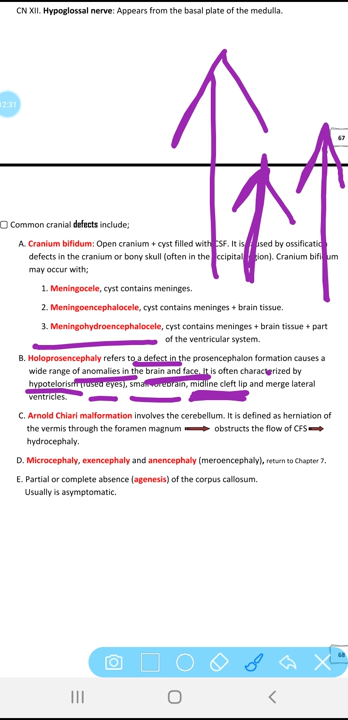 CN XII. Hypoglossal nerve: Appears from the basal plate of the medulla.
12:31
67
Common cranial defects include;
A. Cranium bifidum: Open cranium + cyst filled with CSF. It is caused by ossification
defects in the cranium or bony skull (often in the occipital region). Cranium bifidum
may occur with;
1. Meningocele, cyst contains meninges.
2. Meningoencephalocele, cyst contains meninges + brain tissue.
3. Meningohydroencephalocele, cyst contains meninges + brain tissue + part
of the ventricular system.
B. Holoprosencephaly refers to a defect in the prosencephalon formation causes a
wide range of anomalies in the brain and face. It is often characterized by
hypotelorism (fused eyes), small forebrain, midline cleft lip and merge lateral
ventricles.
C. Arnold Chiari malformation involves the cerebellum. It is defined as herniation of
the vermis through the foramen magnum obstructs the flow of CFS
hydrocephaly.
D. Microcephaly, exencephaly and anencephaly (meroencephaly), return to Chapter 7.
E. Partial or complete absence (agenesis) of the corpus callosum.
Usually is asymptomatic.
68